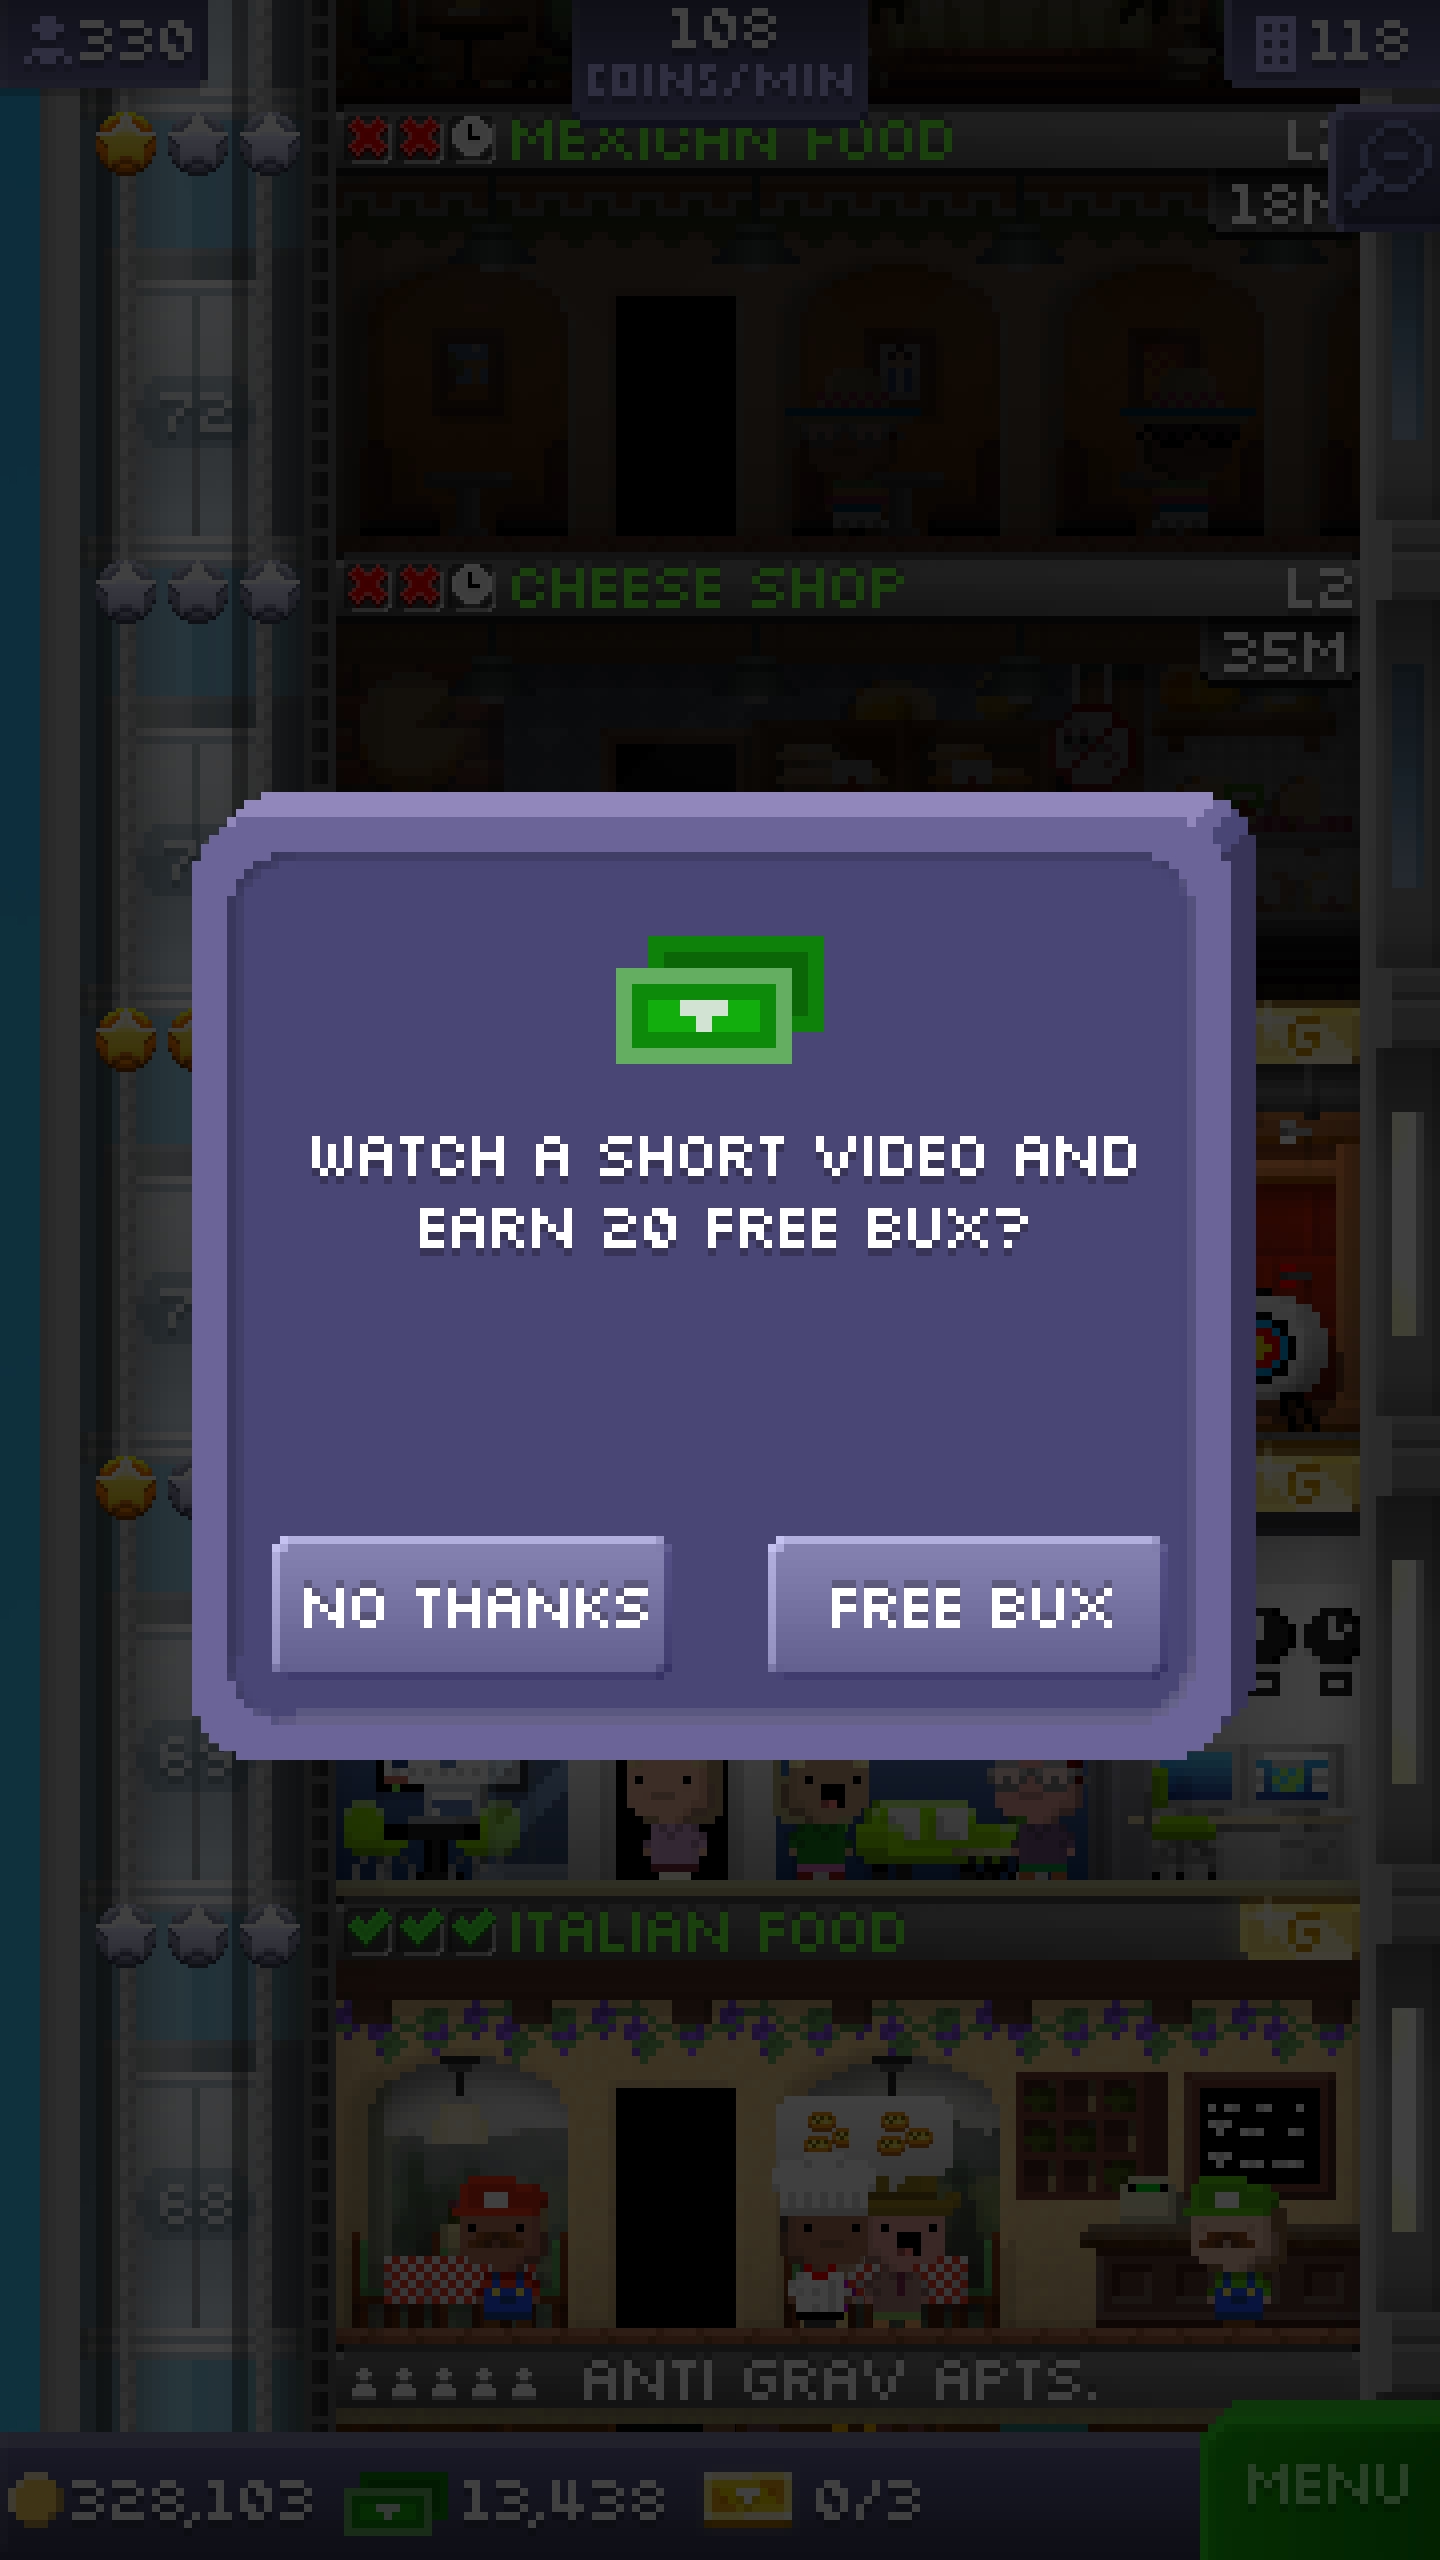 330
108
COINS/MIN
118
MEXICAN FOOD
18M
72
CHEESE SHOP
L2
35M
G
WATCH A SHORT VIDEO AND
EARN 20 FREE BUX?
G
NO THANKS
FREE BUX
ITALIAN FOOD
G
68
ANTI GRAV APTS.
328,103
13,438
0/3
MENU